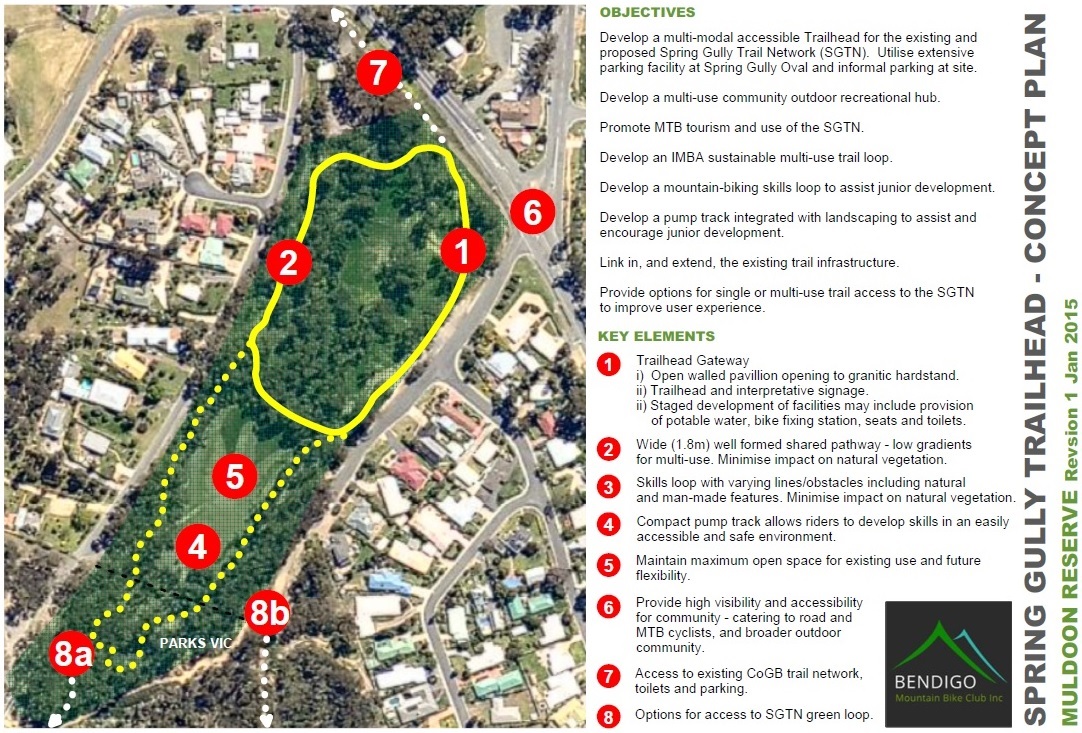 7
6
1
2
5
4
8b
8a
PARKS VIC
OBJECTIVES
Develop a multi-modal accessible Trailhead for the existing and
proposed Spring Gully Trail Network (SGTN). Utilise extensive
parking facility at Spring Gully Oval and informal parking at site.
Develop a multi-use community outdoor recreational hub.
Promote MTB tourism and use of the SGTN.
Develop an IMBA sustainable multi-use trail loop.
Develop a mountain-biking skills loop to assist junior development.
Develop a pump track integrated with landscaping to assist and
encourage junior development.
Link in, and extend, the existing trail infrastructure.
Provide options for single or multi-use trail access to the SGTN
to improve user experience.
KEY ELEMENTS
1 Trailhead Gateway
i) Open walled pavillion opening to granitic hardstand.
ii) Trailhead and interpretative signage.
ii) Staged development of facilities may include provision
of potable water, bike fixing station, seats and toilets.
2 Wide (1.8m) well formed shared pathway - low gradients
for multi-use. Minimise impact on natural vegetation.
3 Skills loop with varying lines/obstacles including natural
and man-made features. Minimise impact on natural vegetation.
4 Compact pump track allows riders to develop skills in an easily
accessible and safe environment.
5 Maintain maximum open space for existing use and future
flexibility.
6 Provide high visibility and accessibility
for community - catering to road and
MTB cyclists, and broader outdoor
community.
7 Access to existing CoGB trail network,
toilets and parking.
8 Options for access to SGTN green loop.
BENDIGO
Mountain Bike Club Inc
SPRING GULLY TRAILHEAD - CONCEPT PLAN
MULDOON RESERVE Revsion 1 Jan 2015